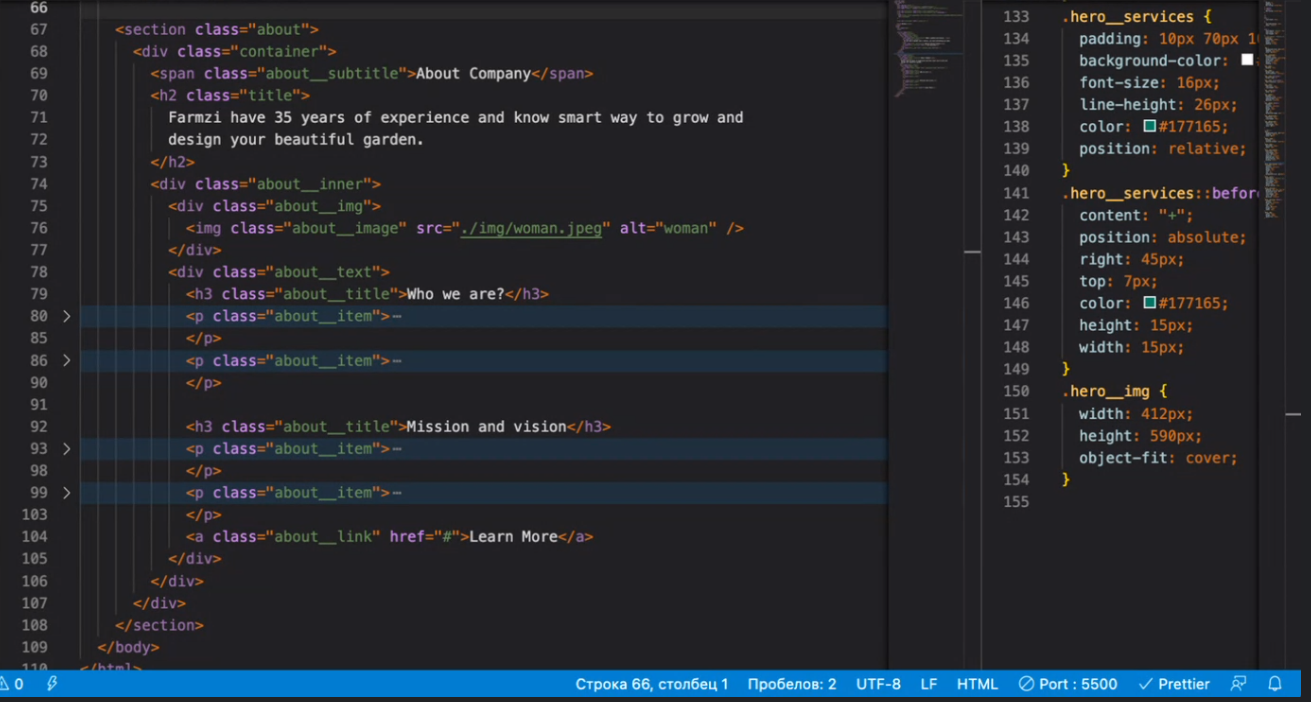 66
67 <section class="about">
68 <div class="container">
69 <span class="about__subtitle">About Company</span>
70 <h2 class="title">
71 Farmzi have 35 years of experience and know smart way to grow and
72 design your beautiful garden.
73 </h2>
74 <div class="about__inner">
75 <div class="about__img">
76 <img class="about__image" src="./img/woman.jpeg" alt="woman" />
77 </div>
78 <div class="about__text">
79 <h3 class="about__title">Who we are?</h3>
80 <p class="about__item">
85 </p>
86 <p class="about__item">
90 </p>
91
92 <h3 class="about__title">Mission and vision</h3>
93 <p class="about__item">
98 </p>
99 <p class="about__item">
103 </p>
104 <a class="about__link" href="#">Learn More</a>
105 </div>
106 </div>
107 </div>
108 </section>
109 </body>
110 </html>
133 .hero__services {
134 padding: 10px 70px 1
135 background-color:
136 font-size: 16px;
137 line-height: 26px;
138 color: #177165;
139 position: relative;
140 }
141 .hero__services::before
142 content: "+";
143 position: absolute;
144 right: 45px;
145 top: 7px;
146 color: #177165;
147 height: 15px;
148 width: 15px;
149 }
150 .hero__img {
151 width: 412px;
152 height: 590px;
153 object-fit: cover;
154 }
155
0 Строка 66, столбец 1 Пробелов: 2 UTF-8 LF HTML Port : 5500 Prettier